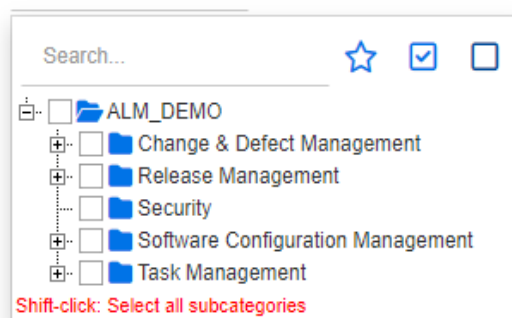 Search...
ALM_DEMO
Change & Defect Management
Release Management
Security
Software Configuration Management
Task Management
Shift-click: Select all subcategories